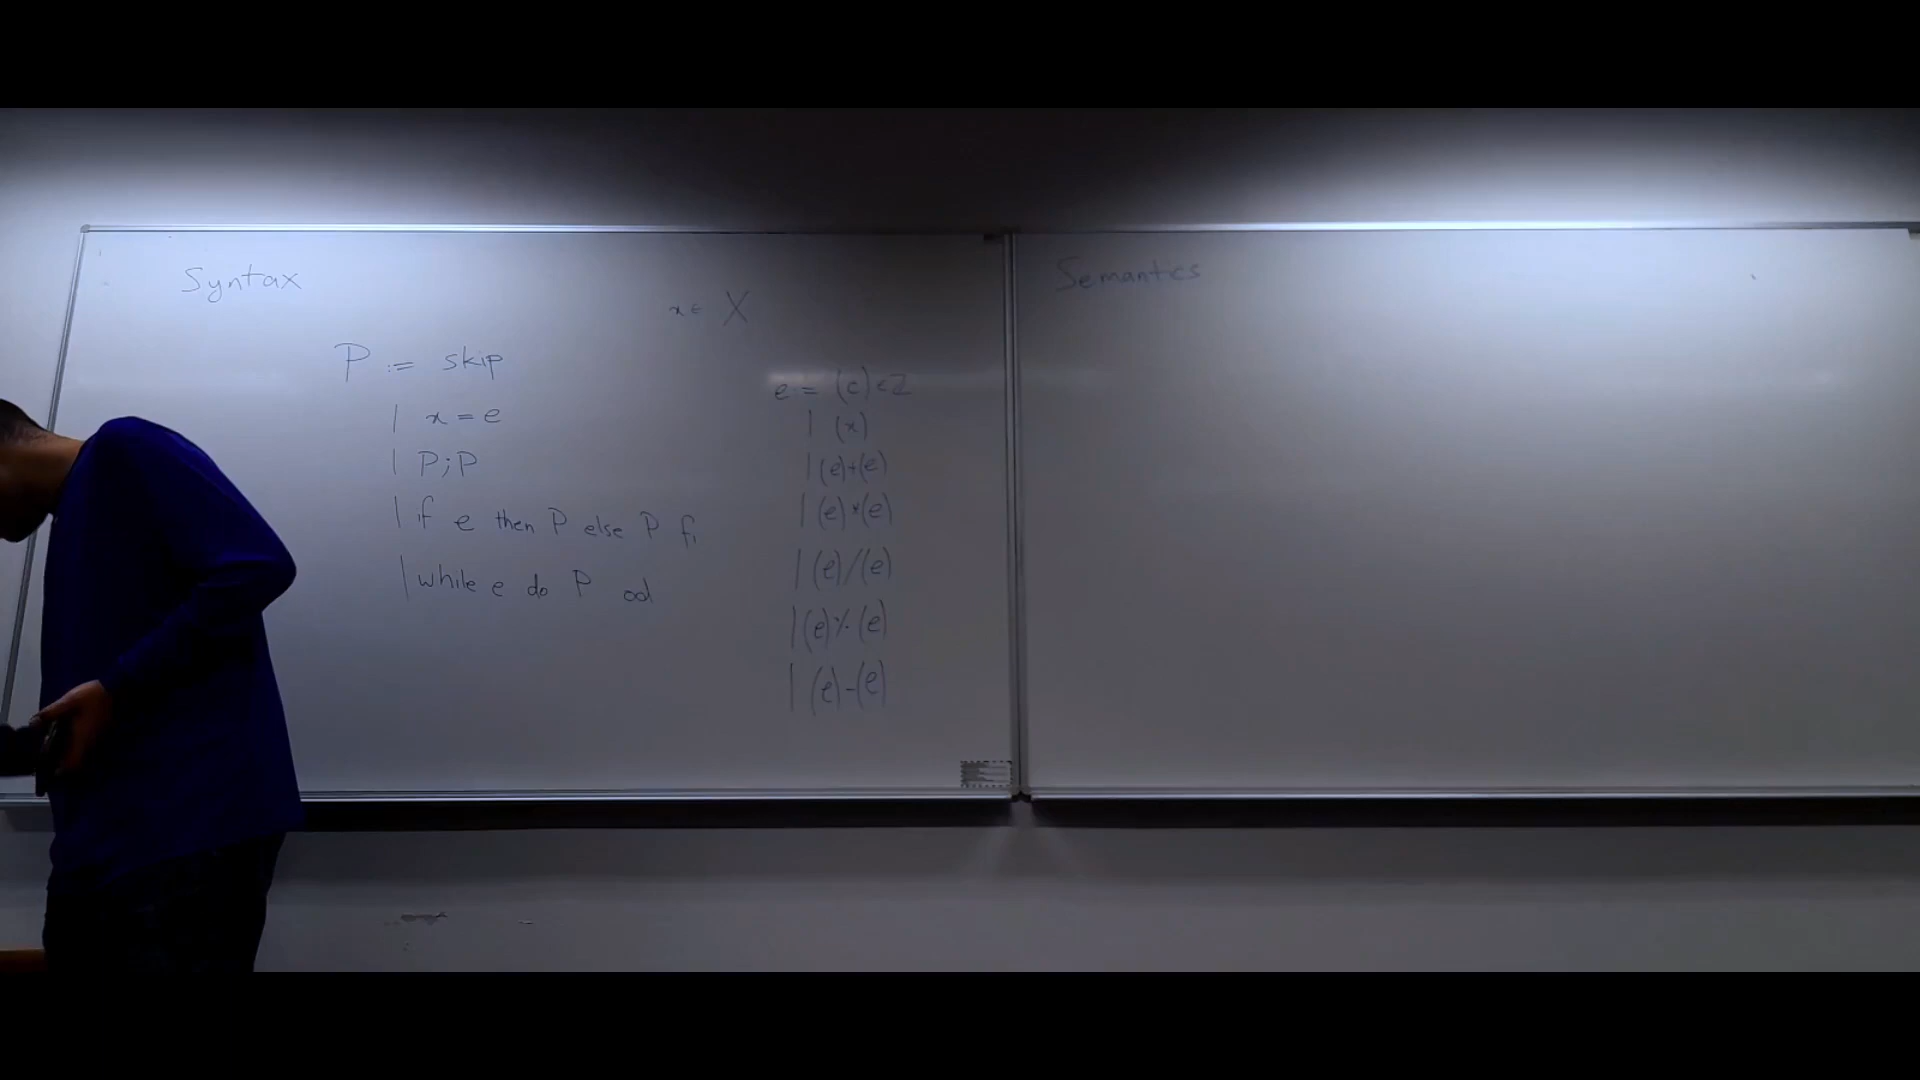 Syntax
x ∈ X
P := skip
| x = e
| P;P
| if e then P else P fi
| while e do P od
e := (c) ∈ ℤ
| (x)
| (e)+(e)
| (e)*(e)
| (e)/(e)
| (e)%(e)
| (e)-(e)
Semantics